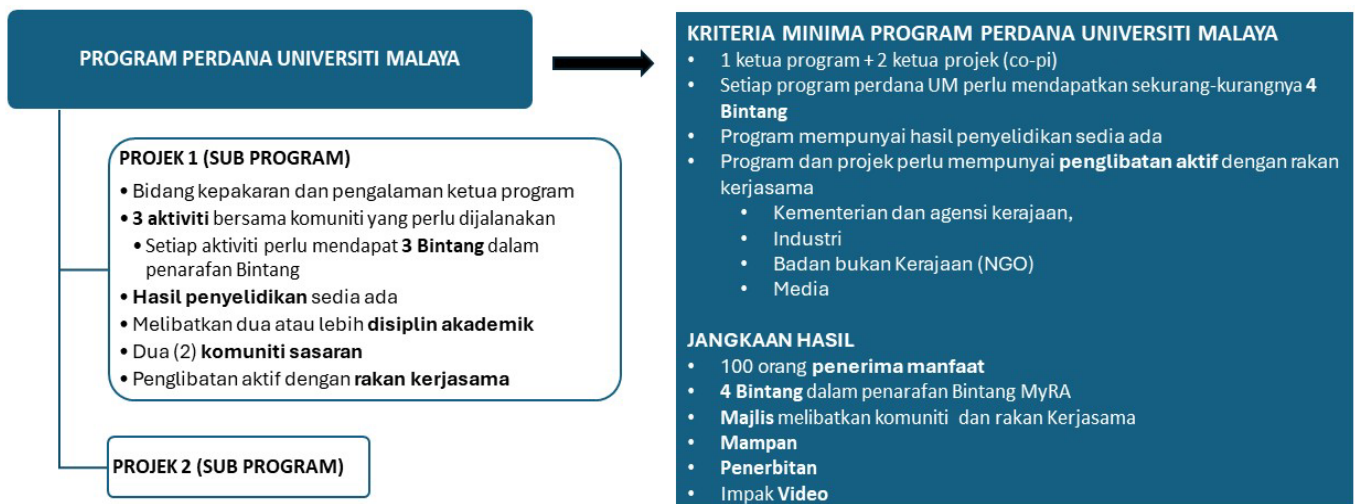 PROGRAM PERDANA UNIVERSITI MALAYA
PROJEK 1 (SUB PROGRAM)
• Bidang kepakaran dan pengalaman ketua program
• 3 aktiviti bersama komuniti yang perlu dijalanakan
• Setiap aktiviti perlu mendapat 3 Bintang dalam
penarafan Bintang
• Hasil penyelidikan sedia ada
• Melibatkan dua atau lebih disiplin akademik
• Dua (2) komuniti sasaran
• Penglibatan aktif dengan rakan kerjasama
PROJEK 2 (SUB PROGRAM)
KRITERIA MINIMA PROGRAM PERDANA UNIVERSITI MALAYA
• 1 ketua program + 2 ketua projek (co-pi)
• Setiap program perdana UM perlu mendapatkan sekurang-kurangnya 4
Bintang
• Program mempunyai hasil penyelidikan sedia ada
• Program dan projek perlu mempunyai penglibatan aktif dengan rakan
kerjasama
• Kementerian dan agensi kerajaan,
• Industri
• Badan bukan Kerajaan (NGO)
• Media
JANGKAAN HASIL
• 100 orang penerima manfaat
• 4 Bintang dalam penarafan Bintang MyRA
• Majlis melibatkan komuniti dan rakan Kerjasama
• Mampan
• Penerbitan
• Impak Video